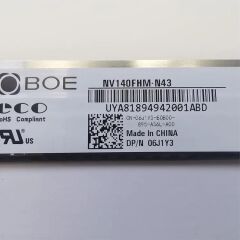 BOE
NV140FHM-N43
eco
RoHS Compliant
UYA81894942001ABD
Made In CHINA
DP/N 06J1Y3